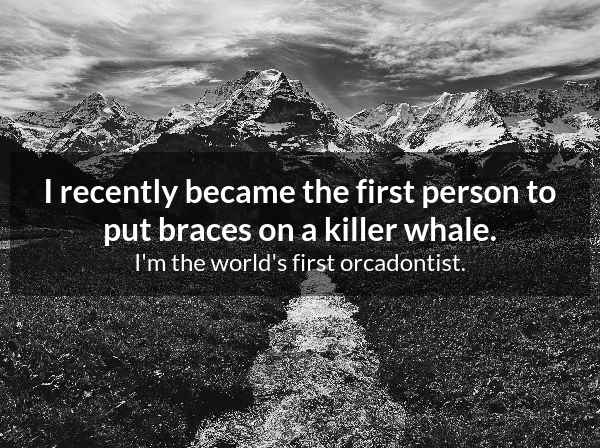 I recently became the first person to
put braces on a killer whale.
I'm the world's first orcadontist.